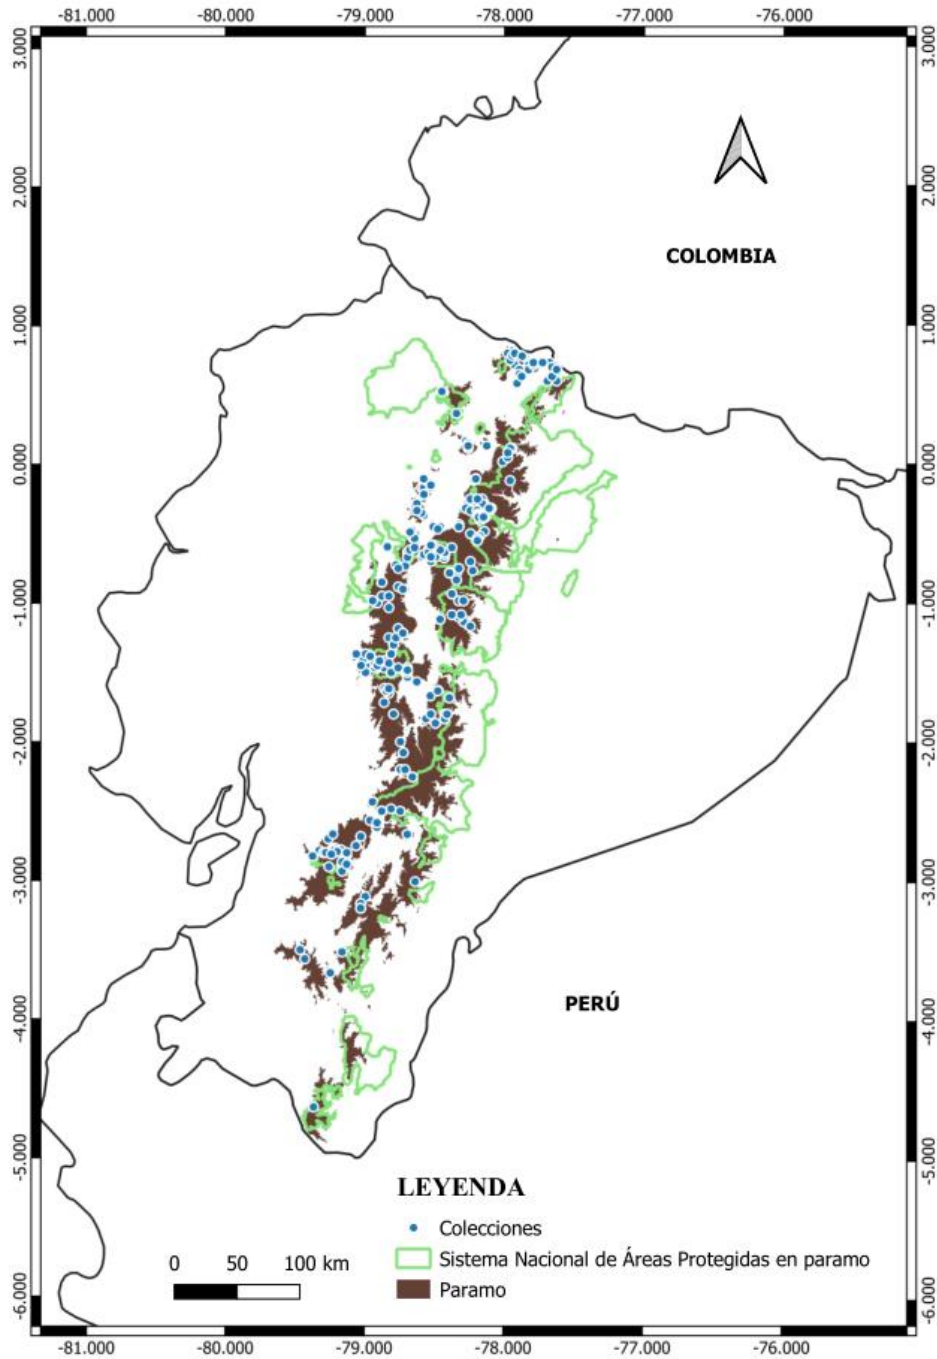 -81.000 -80.000 -79.000 -78.000 -77.000 -76.000
3.000 3.000
2.000 2.000
COLOMBIA
1.000 1.000
0.000 0.000
-1.000 -1.000
-2.000 -2.000
-3.000 -3.000
PERÚ
-4.000 -4.000
-5.000 -5.000
LEYENDA
Colecciones
0 50 100 km
Sistema Nacional de Áreas Protegidas en paramo
Paramo
-6.000 -6.000
-81.000 -80.000 -79.000 -78.000 -77.000 -76.000